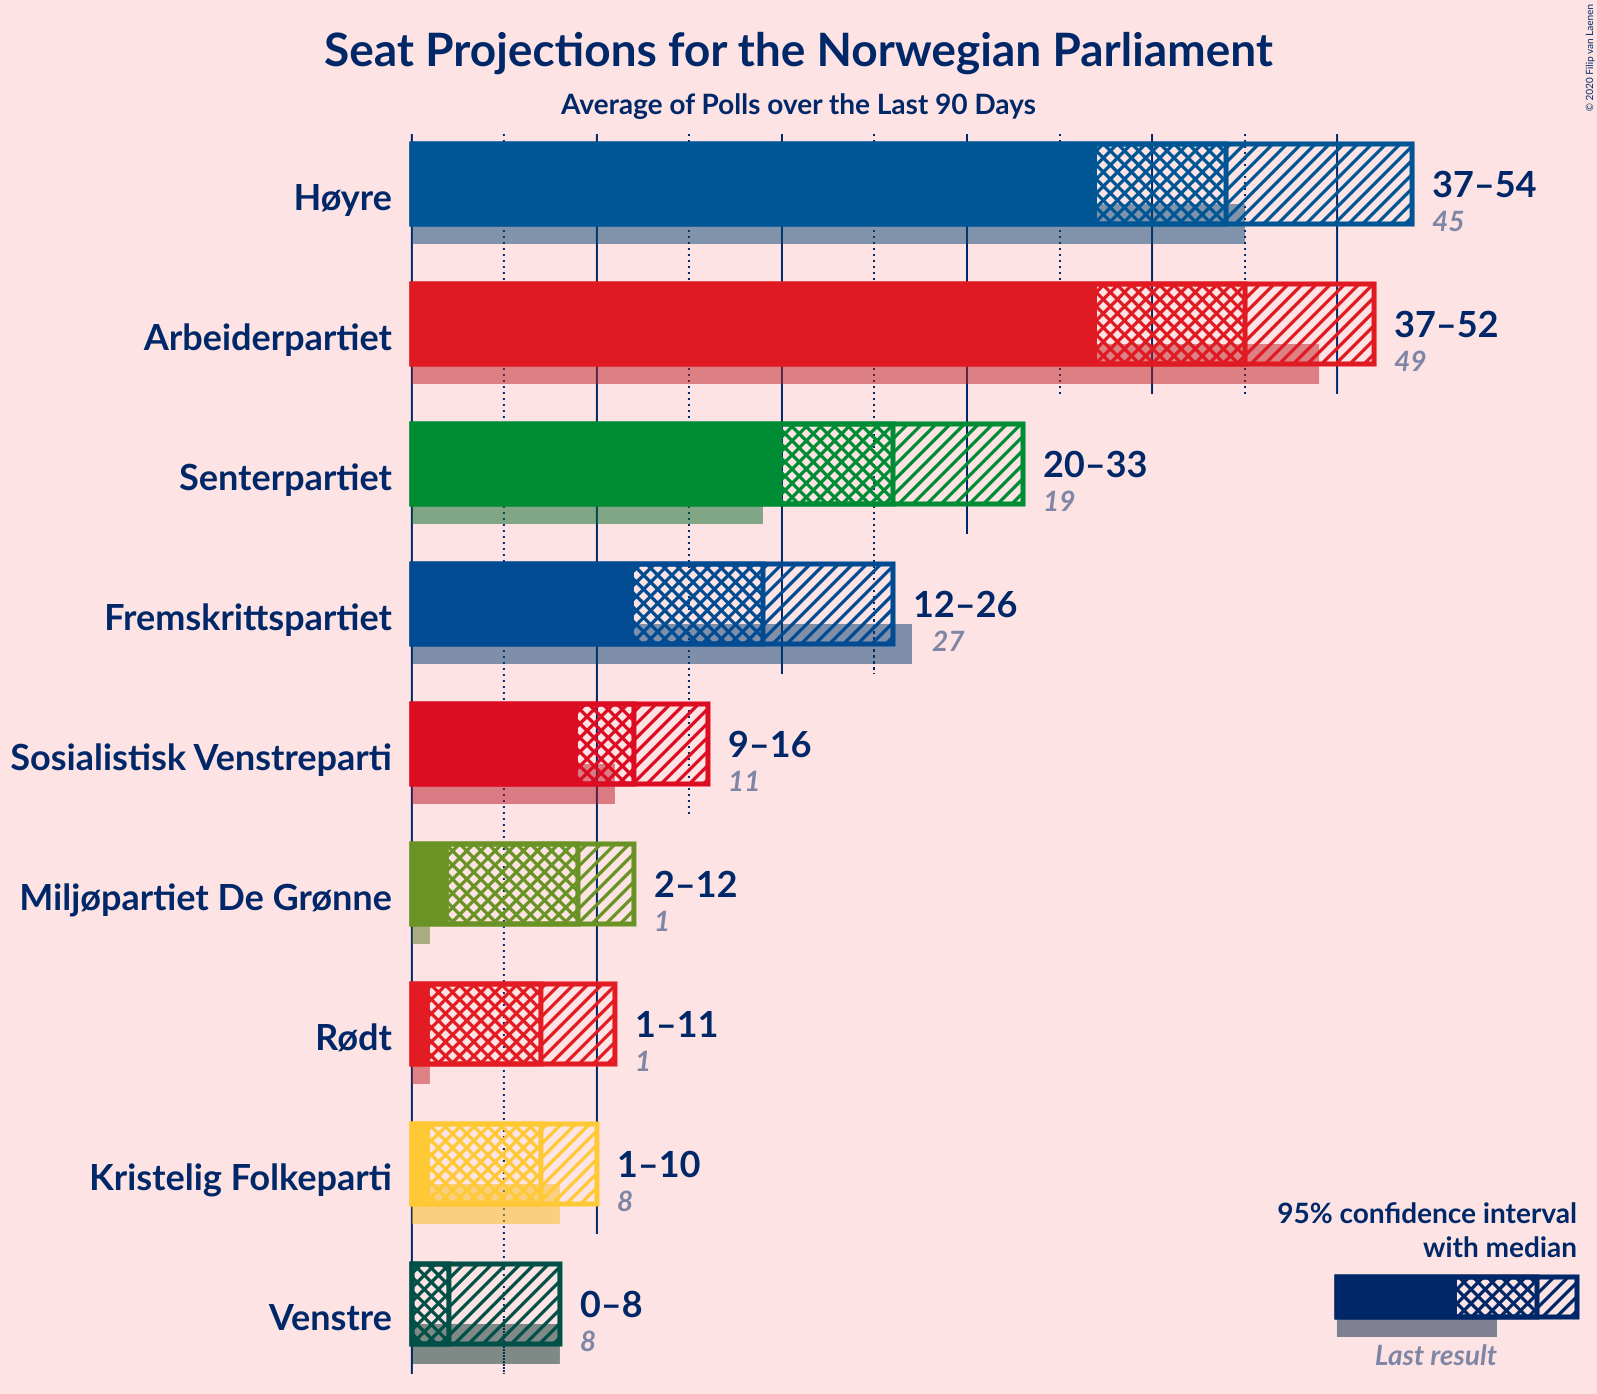 Seat Projections for the Norwegian Parliament
Average of Polls over the Last 90 Days
© 2020 Filip van Laenen
Høyre
37–54
45
Arbeiderpartiet
37–52
49
Senterpartiet
20–33
19
Fremskrittspartiet
12–26
27
Sosialistisk Venstreparti
9–16
11
Miljøpartiet De Grønne
2–12
1
Rødt
1–11
1
Kristelig Folkeparti
1–10
8
Venstre
0–8
8
95% confidence interval
with median
Last result